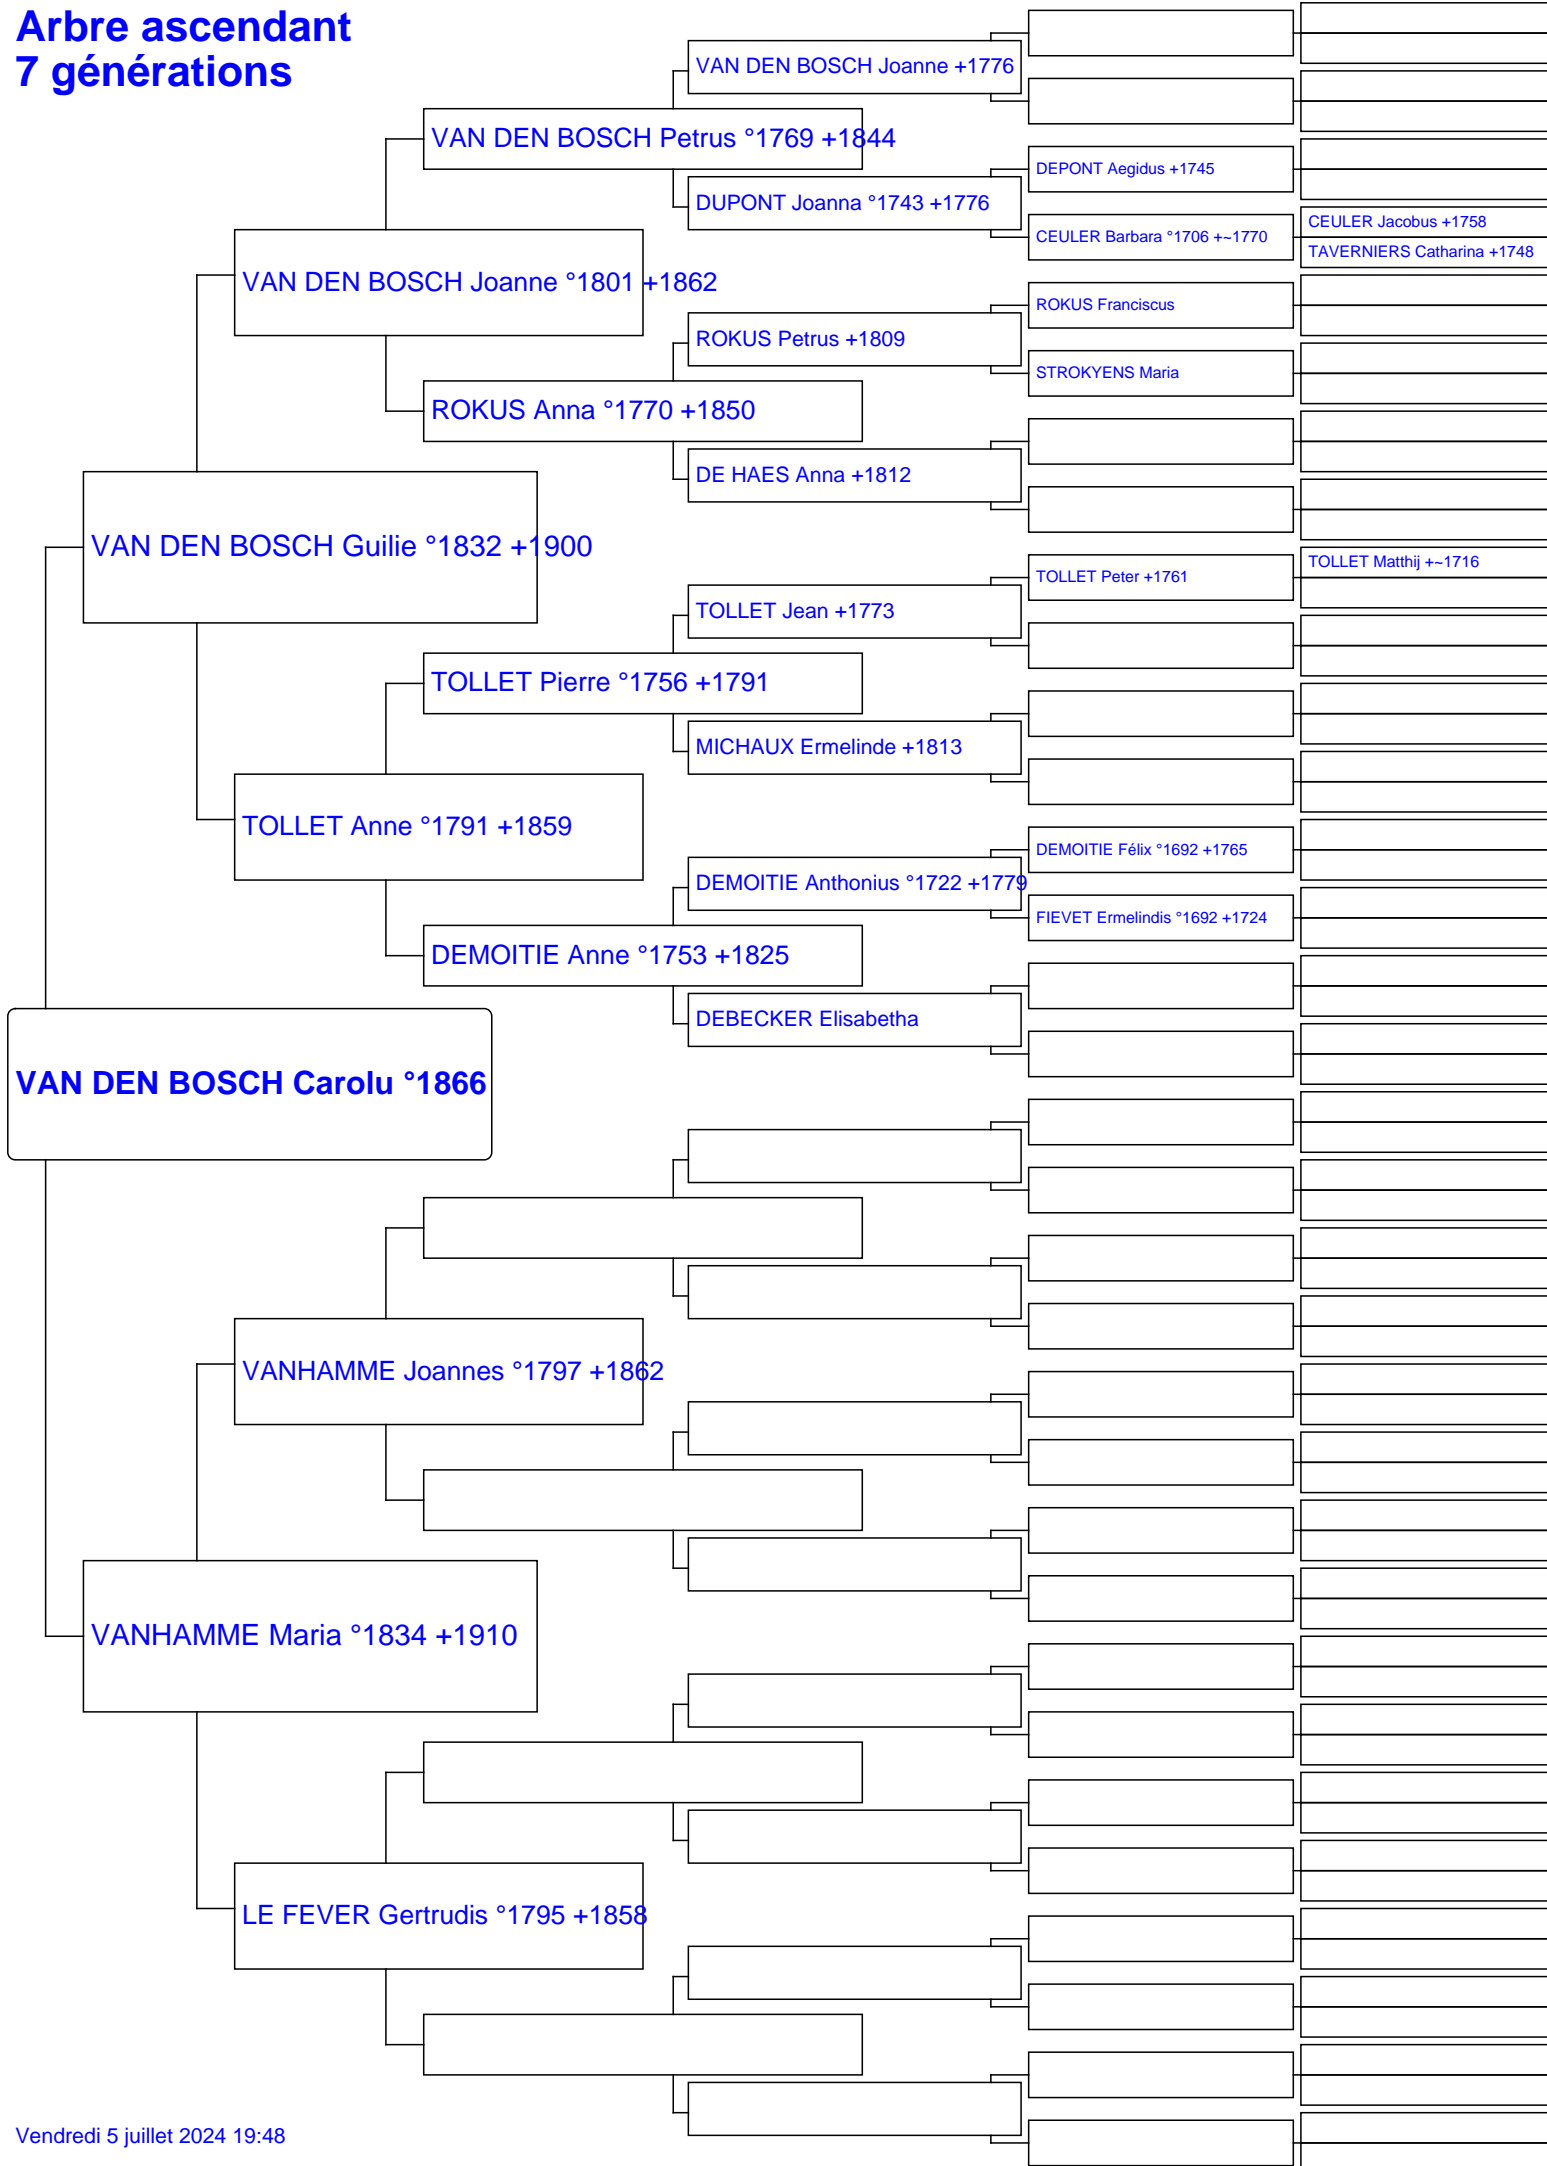 Arbre ascendant
7 générations
VAN DEN BOSCH Joanne +1776
VAN DEN BOSCH Petrus °1769 +1844
DEPONT Aegidus +1745
DUPONT Joanna °1743 +1776
CEULER Jacobus +1758
CEULER Barbara °1706 +~1770
TAVERNIERS Catharina +1748
VAN DEN BOSCH Joanne °1801 +1862
ROKUS Franciscus
ROKUS Petrus +1809
STROKYENS Maria
ROKUS Anna °1770 +1850
DE HAES Anna +1812
VAN DEN BOSCH Guilie °1832 +1900
TOLLET Matthij +~1716
TOLLET Peter +1761
TOLLET Jean +1773
TOLLET Pierre °1756 +1791
MICHAUX Ermelinde +1813
TOLLET Anne °1791 +1859
DEMOITIE Félix °1692 +1765
DEMOITIE Anthonius °1722 +1779
FIEVET Ermelindis °1692 +1724
DEMOITIE Anne °1753 +1825
DEBECKER Elisabetha
VAN DEN BOSCH Carolu °1866
VANHAMME Joannes °1797 +1862
VANHAMME Maria °1834 +1910
LE FEVER Gertrudis °1795 +1858
Vendredi 5 juillet 2024 19:48